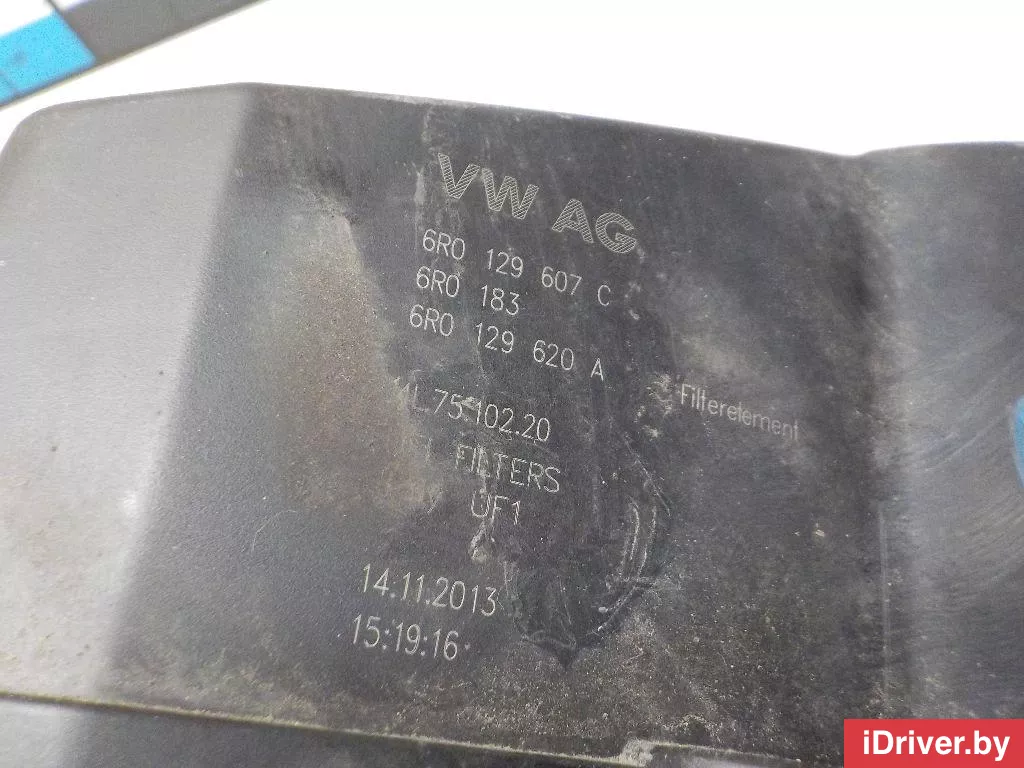 VW AG
6R0 129 607 C
6R0 183
6R0 129 620 A
Filterelement
75.102.20
FILTERS
UF1
14.11.2013
15:19:16
iDriver.by